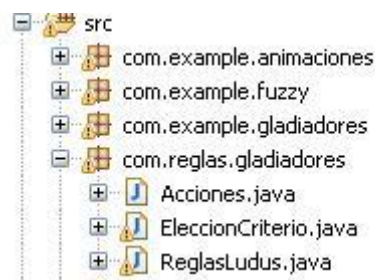 src
com.example.animaciones
com.example.fuzzy
com.example.gladiadores
com.reglas.gladiadores
Acciones.java
EleccionCriterio.java
ReglasLudus.java